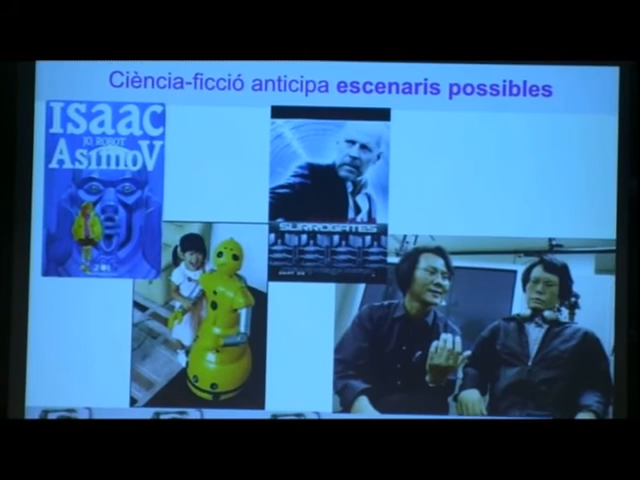 Ciència-ficció anticipa escenaris possibles
Isaac
JO, ROBOT
Asimov
SURROGATES